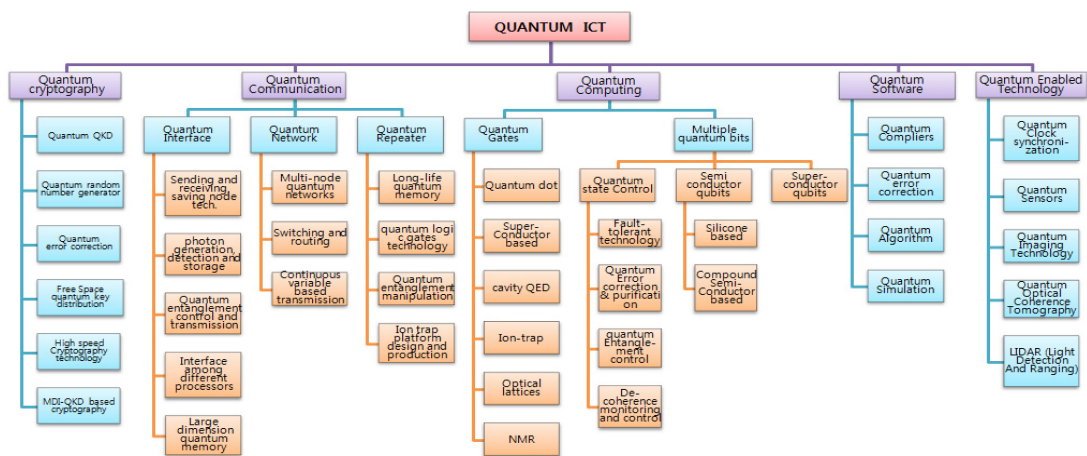 QUANTUM ICT
Quantum
cryptography
Quantum QKD
Quantum random
number generator
Quantum
error correction
Free Space
quantum key
distribution
High speed
Cryptography
technology
MDI-QKD based
cryptography
Quantum
Communication
Quantum
Interface
Sending and
receiving,
saving node
tech.
photon
generation,
detection and
storage
Quantum
entanglement
control and
transmission
Interface
among
different
processors
Large
dimension
quantum
memory
Quantum
Network
Multi-node
quantum
networks
Switching and
routing
Continuous
variable
based
transmission
Quantum
Repeater
Long-life
quantum
memory
quantum logi
c gates
technology
Quantum
entanglement
manipulation
Ion trap
platform
design and
production
Quantum
Computing
Quantum
Gates
Quantum dot
Super-
Conductor
based
cavity QED
Ion-trap
Optical
lattices
NMR
Multiple
quantum bits
Quantum
state Control
Fault-
tolerant
technology
Quantum
Error
correction
& purificati
on
quantum
Entangle-
ment
control
De-
coherence
monitoring
and control
Semi
conductor
qubits
Silicone
based
Compound
Semi-
Conductor
based
Super-
conductor
qubits
Quantum
Software
Quantum
Compliers
Quantum
error
correction
Quantum
Algorithm
Quantum
Simulation
Quantum Enabled
Technology
Quantum
Clock
synchroni-
zation
Quantum
Sensors
Quantum
Imaging
Technology
Quantum
Optical
Coherence
Tomography
LIDAR (Light
Detection
And Ranging)